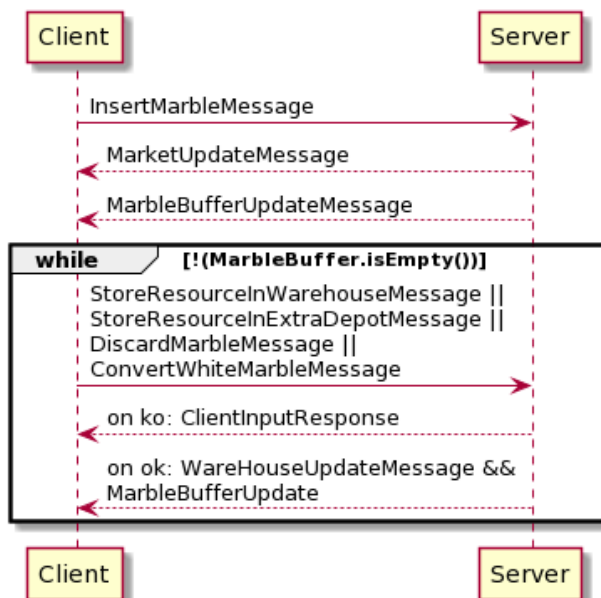 Client
Server
InsertMarbleMessage
MarketUpdateMessage
MarbleBufferUpdateMessage
while
[!(MarbleBuffer.isEmpty())]
StoreResourceInWarehouseMessage ||
StoreResourceInExtraDepotMessage ||
DiscardMarbleMessage ||
ConvertWhiteMarbleMessage
on ko: ClientInputResponse
on ok: WareHouseUpdateMessage &&
MarbleBufferUpdate
Client
Server